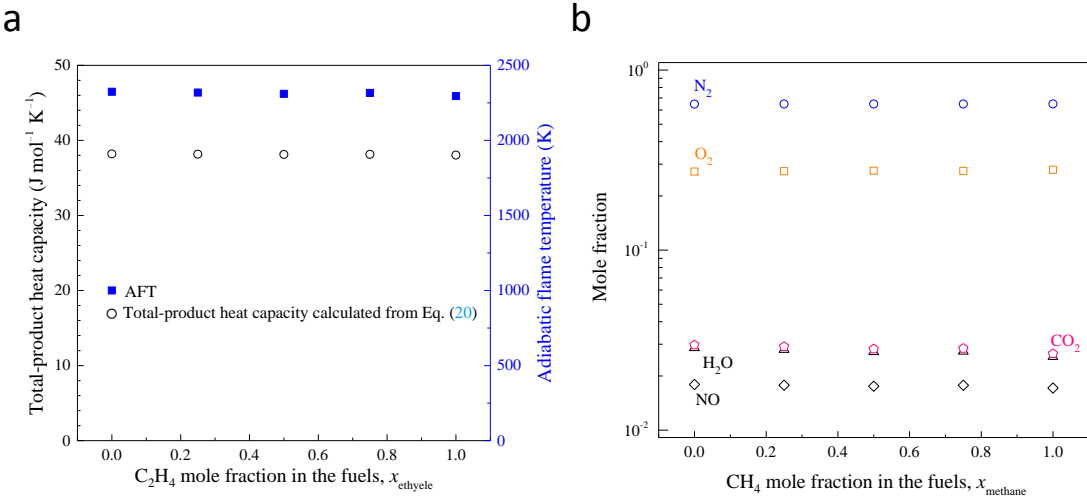 a
50
40
30
20
10
0
Total-product heat capacity (J mol⁻¹ K⁻¹)
2500
2000
1500
1000
500
0
Adiabatic flame temperature (K)
AFT
Total-product heat capacity calculated from Eq. (20)
0.0 0.2 0.4 0.6 0.8 1.0
C₂H₄ mole fraction in the fuels, x_ethyele
b
10⁰
10⁻¹
10⁻²
Mole fraction
N₂
O₂
CO₂
H₂O
NO
0.0 0.2 0.4 0.6 0.8 1.0
CH₄ mole fraction in the fuels, x_methane